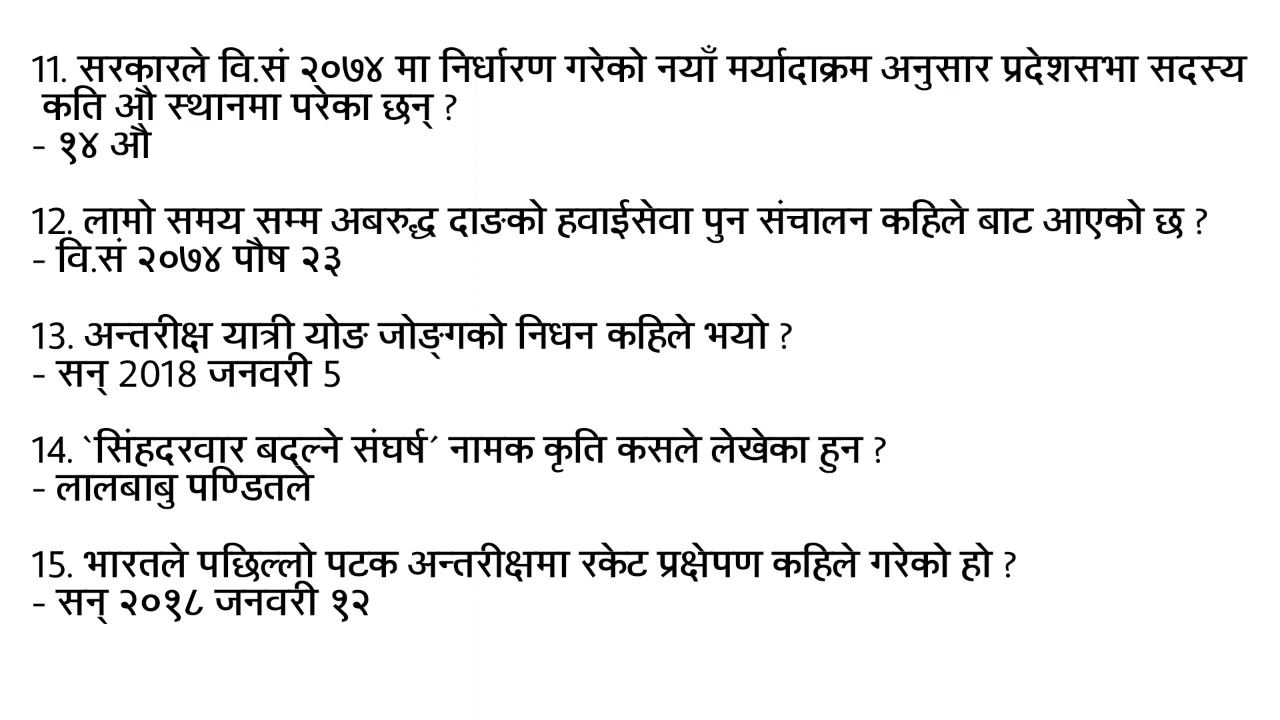 11. सरकारले वि.सं २०७४ मा निर्धारण गरेको नयाँ मर्यादाक्रम अनुसार प्रदेशसभा सदस्य
कति औ स्थानमा परेका छन् ?
- १४ औ
12. लामो समय सम्म अबरुद्ध दाङको हवाईसेवा पुन संचालन कहिले बाट आएको छ ?
- वि.सं २०७४ पौष २३
13. अन्तरीक्ष यात्री योङ जोङ्गको निधन कहिले भयो ?
- सन् 2018 जनवरी 5
14. `सिंहदरवार बदल्ने संघर्ष´ नामक कृति कसले लेखेका हुन ?
- लालबाबु पण्डितले
15. भारतले पछिल्लो पटक अन्तरीक्षमा रकेट प्रक्षेपण कहिले गरेको हो ?
- सन् २०१८ जनवरी १२